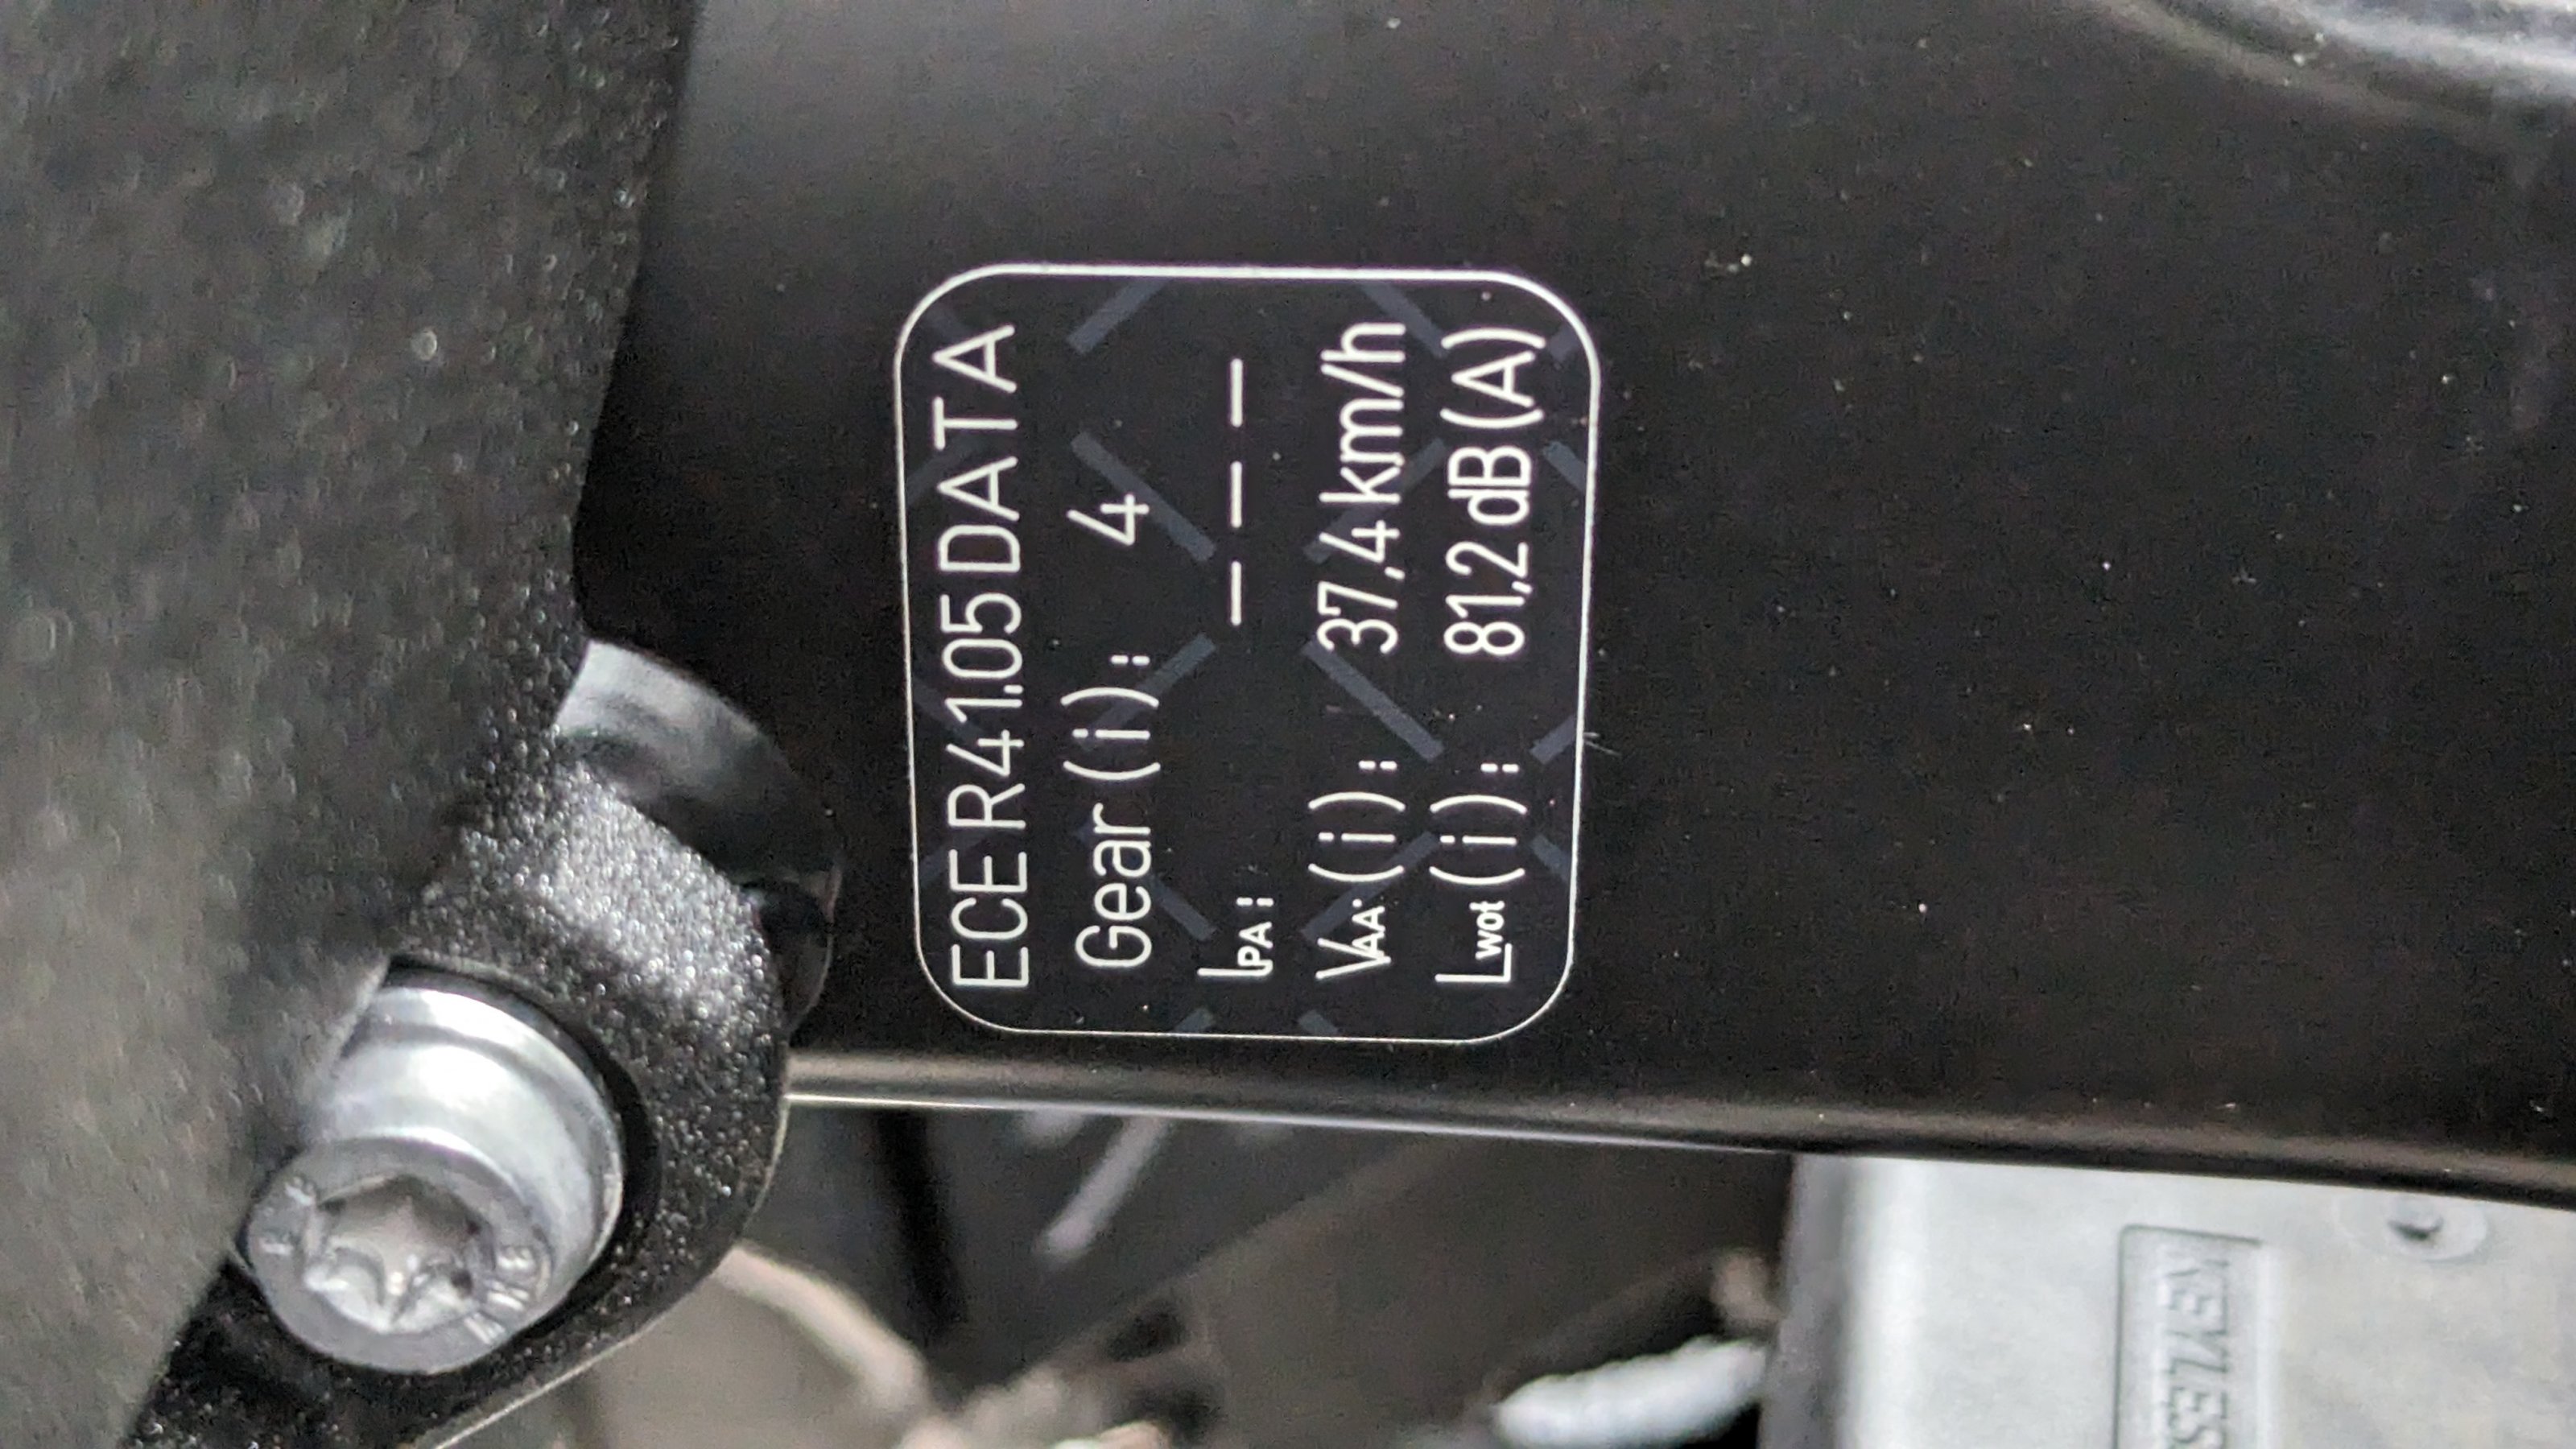 ECE R41.05 DATA
Gear (i): 4
LPA: — — —
VAA' (i): 37,4 km/h
Lwot (i): 81,2 dB(A)